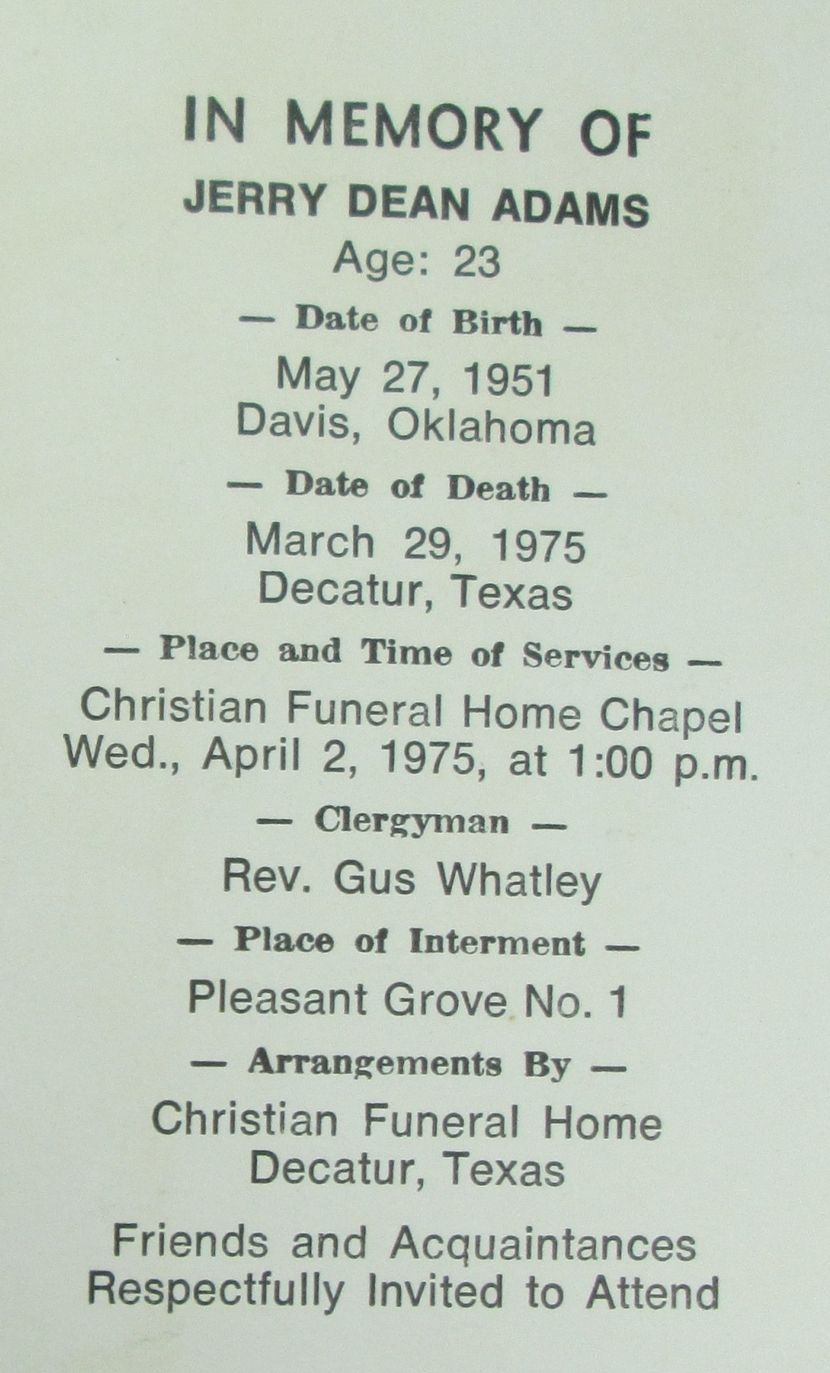 IN MEMORY OF
JERRY DEAN ADAMS
Age: 23
— Date of Birth —
May 27, 1951
Davis, Oklahoma
— Date of Death —
March 29, 1975
Decatur, Texas
— Place and Time of Services —
Christian Funeral Home Chapel
Wed., April 2, 1975, at 1:00 p.m.
— Clergyman —
Rev. Gus Whatley
— Place of Interment —
Pleasant Grove No. 1
— Arrangements By —
Christian Funeral Home
Decatur, Texas
Friends and Acquaintances
Respectfully Invited to Attend